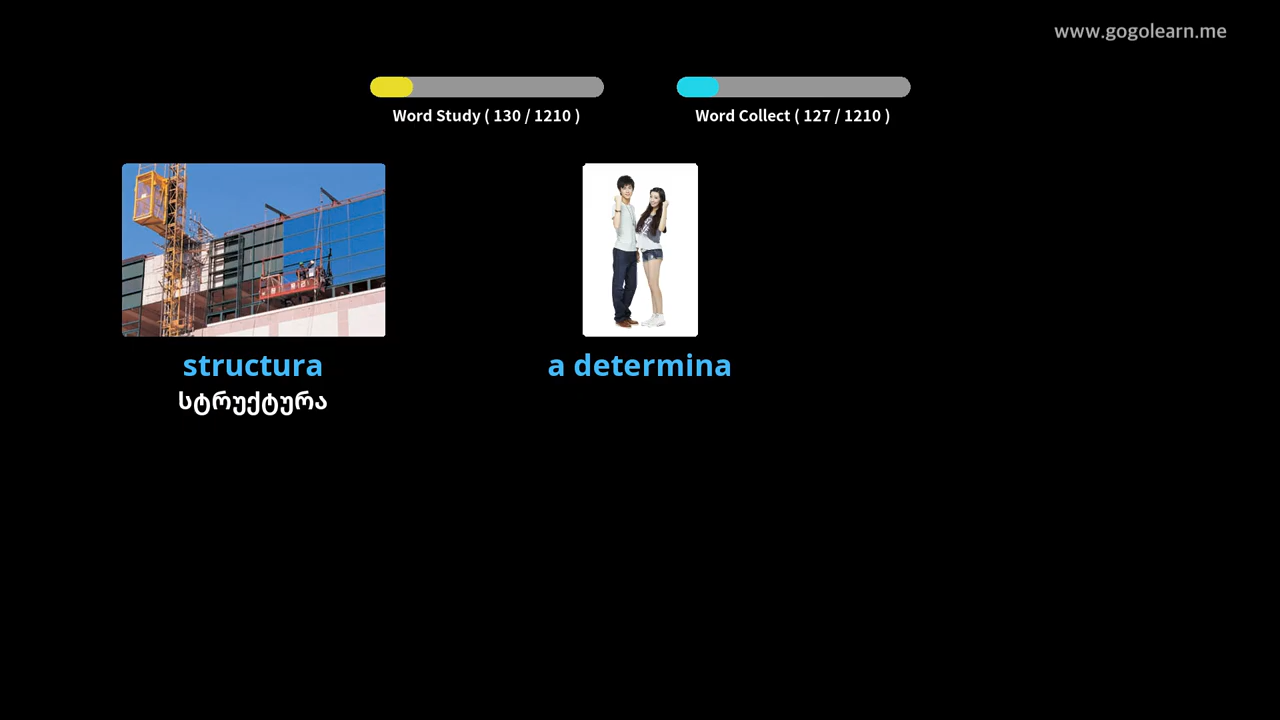 www.gogolearn.me
Word Study ( 130 / 1210 )
Word Collect ( 127 / 1210 )
structura
სტრუქტურა
a determina